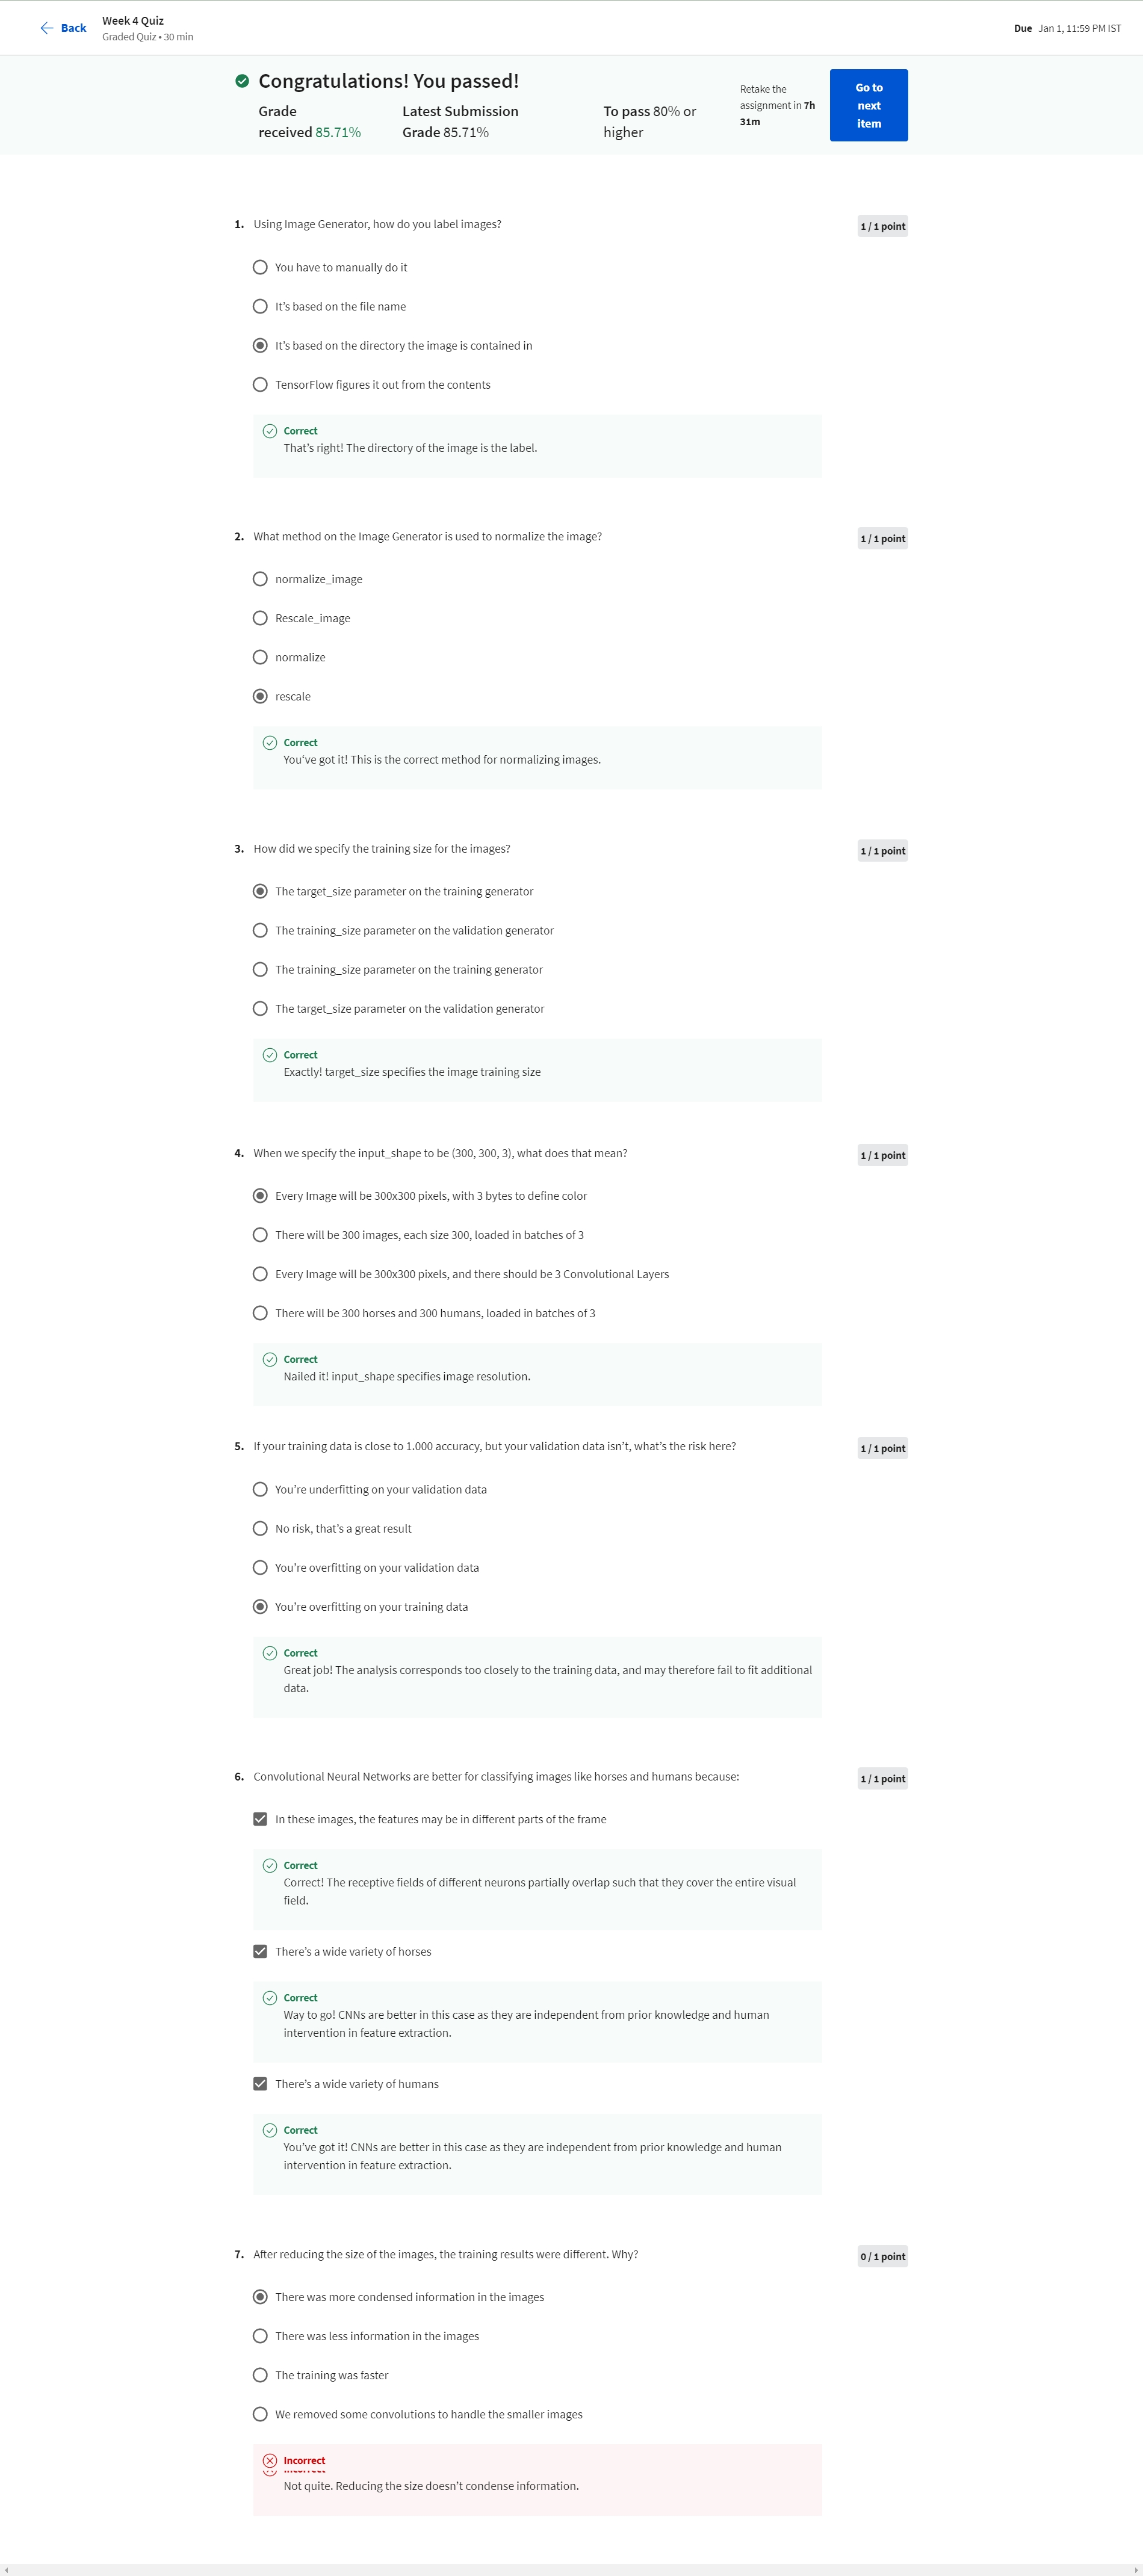 Back
Week 4 Quiz
Graded Quiz • 30 min
Due Jan 1, 11:59 PM IST
Congratulations! You passed!
Grade received 85.71%
Latest Submission Grade 85.71%
To pass 80% or higher
Retake the assignment in 7h 31m
Go to next item
1. Using Image Generator, how do you label images?
1 / 1 point
You have to manually do it
It's based on the file name
It's based on the directory the image is contained in
TensorFlow figures it out from the contents
Correct
That's right! The directory of the image is the label.
2. What method on the Image Generator is used to normalize the image?
1 / 1 point
normalize_image
Rescale_image
normalize
rescale
Correct
You've got it! This is the correct method for normalizing images.
3. How did we specify the training size for the images?
1 / 1 point
The target_size parameter on the training generator
The training_size parameter on the validation generator
The training_size parameter on the training generator
The target_size parameter on the validation generator
Correct
Exactly! target_size specifies the image training size
4. When we specify the input_shape to be (300, 300, 3), what does that mean?
1 / 1 point
Every Image will be 300x300 pixels, with 3 bytes to define color
There will be 300 images, each size 300, loaded in batches of 3
Every Image will be 300x300 pixels, and there should be 3 Convolutional Layers
There will be 300 horses and 300 humans, loaded in batches of 3
Correct
Nailed it! input_shape specifies image resolution.
5. If your training data is close to 1.000 accuracy, but your validation data isn't, what's the risk here?
1 / 1 point
You're underfitting on your validation data
No risk, that's a great result
You're overfitting on your validation data
You're overfitting on your training data
Correct
Great job! The analysis corresponds too closely to the training data, and may therefore fail to fit additional
data.
6. Convolutional Neural Networks are better for classifying images like horses and humans because:
1 / 1 point
In these images, the features may be in different parts of the frame
Correct
Correct! The receptive fields of different neurons partially overlap such that they cover the entire visual
field.
There's a wide variety of horses
Correct
Way to go! CNNs are better in this case as they are independent from prior knowledge and human
intervention in feature extraction.
There's a wide variety of humans
Correct
You've got it! CNNs are better in this case as they are independent from prior knowledge and human
intervention in feature extraction.
7. After reducing the size of the images, the training results were different. Why?
0 / 1 point
There was more condensed information in the images
There was less information in the images
The training was faster
We removed some convolutions to handle the smaller images
Incorrect
Not quite. Reducing the size doesn't condense information.